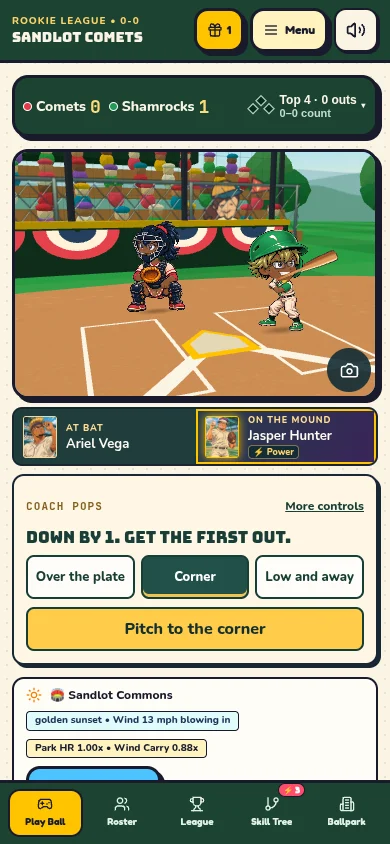 ROOKIE LEAGUE • 0-0
SANDLOT COMETS
1
Menu
Comets 0 Shamrocks 1
Top 4 · 0 outs
0–0 count
AT BAT
Ariel Vega
ON THE MOUND
Jasper Hunter
⚡ Power
COACH POPS
More controls
DOWN BY 1. GET THE FIRST OUT.
Over the plate
Corner
Low and away
Pitch to the corner
Sandlot Commons
golden sunset • Wind 13 mph blowing in
Park HR 1.00x • Wind Carry 0.88x
⚡ 3
Play Ball
Roster
League
Skill Tree
Ballpark